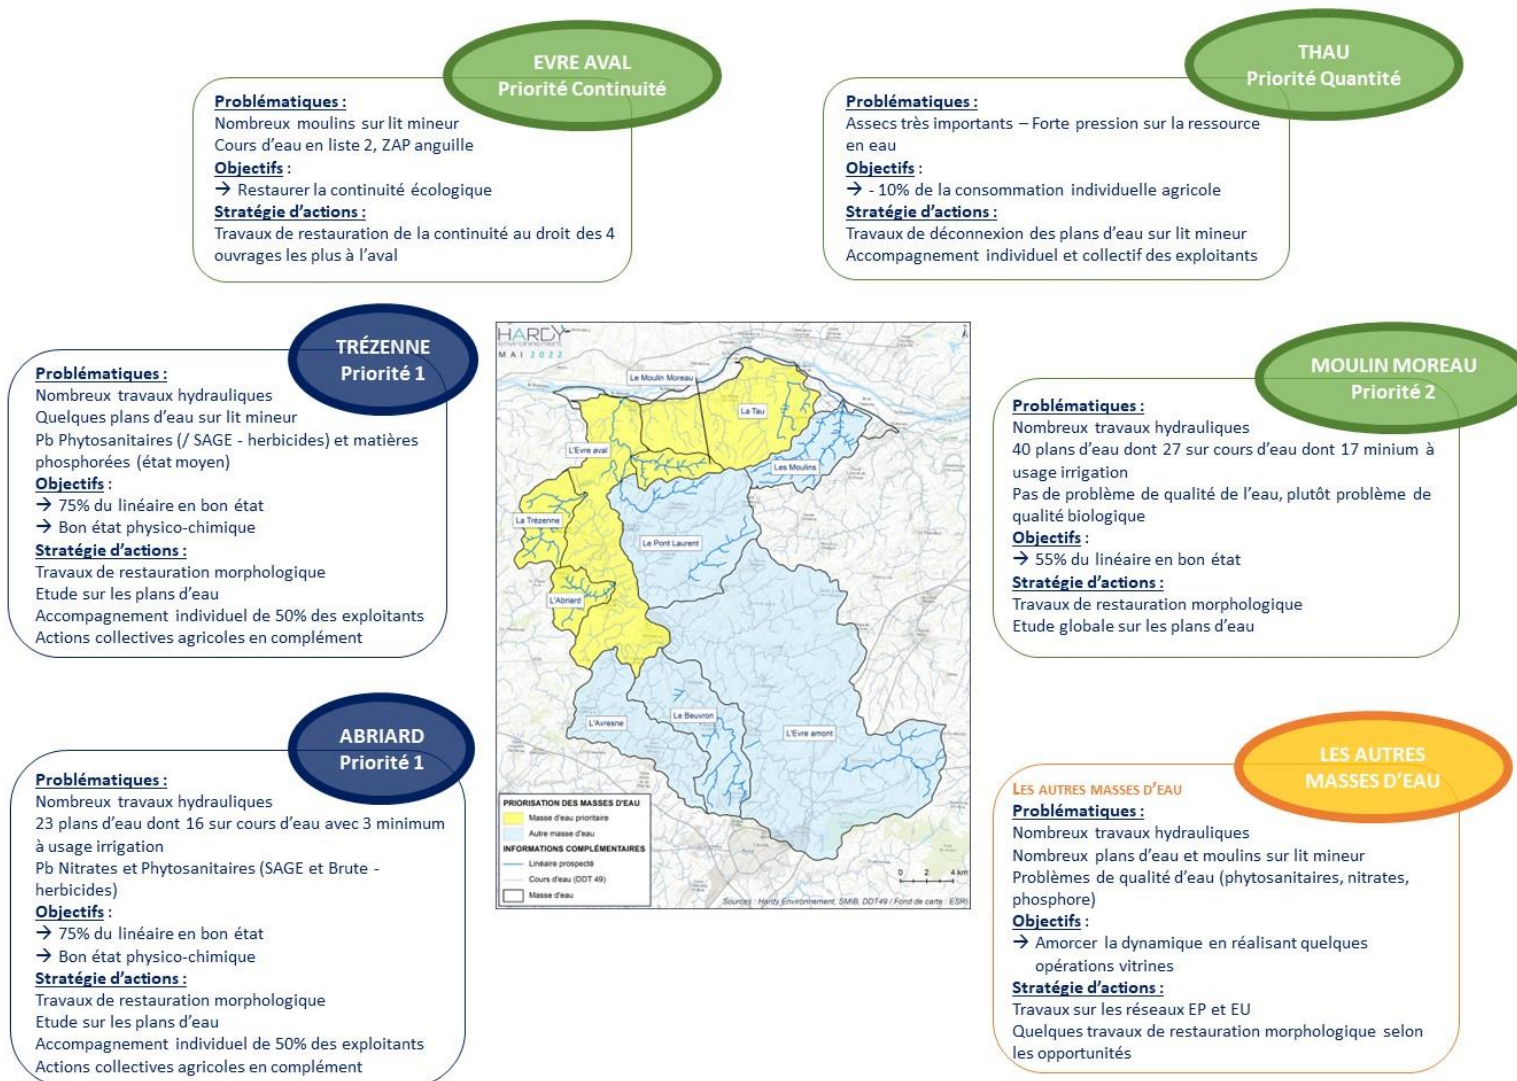 EVRE AVAL
Priorité Continuité
Problématiques :
Nombreux moulins sur lit mineur
Cours d'eau en liste 2, ZAP anguille
Objectifs :
→ Restaurer la continuité écologique
Stratégie d'actions :
Travaux de restauration de la continuité au droit des 4
ouvrages les plus à l'aval
THAU
Priorité Quantité
Problématiques :
Assecs très importants – Forte pression sur la ressource
en eau
Objectifs :
→ - 10% de la consommation individuelle agricole
Stratégie d'actions :
Travaux de déconnexion des plans d'eau sur lit mineur
Accompagnement individuel et collectif des exploitants
TRÉZENNE
Priorité 1
Problématiques :
Nombreux travaux hydrauliques
Quelques plans d'eau sur lit mineur
Pb Phytosanitaires (/ SAGE - herbicides) et matières
phosphorées (état moyen)
Objectifs :
→ 75% du linéaire en bon état
→ Bon état physico-chimique
Stratégie d'actions :
Travaux de restauration morphologique
Etude sur les plans d'eau
Accompagnement individuel de 50% des exploitants
Actions collectives agricoles en complément
HARDY
environnement
MAI 2022
Le Moulin Moreau
La Tau
L'Evre aval
Les Moulins
La Trézenne
Le Pont Laurent
L'Abriard
L'Avresne
Le Beuvron
L'Evre amont
PRIORISATION DES MASSES D'EAU
Masse d'eau prioritaire
Autre masse d'eau
INFORMATIONS COMPLÉMENTAIRES
Linéaire prospecté
Cours d'eau (DDT 49)
Masse d'eau
0 2 4 km
Sources : Hardy Environnement, SMIB, DDT49 / Fond de carte : ESRI
MOULIN MOREAU
Priorité 2
Problématiques :
Nombreux travaux hydrauliques
40 plans d'eau dont 27 sur cours d'eau dont 17 minium à
usage irrigation
Pas de problème de qualité de l'eau, plutôt problème de
qualité biologique
Objectifs :
→ 55% du linéaire en bon état
Stratégie d'actions :
Travaux de restauration morphologique
Etude globale sur les plans d'eau
ABRIARD
Priorité 1
Problématiques :
Nombreux travaux hydrauliques
23 plans d'eau dont 16 sur cours d'eau avec 3 minimum
à usage irrigation
Pb Nitrates et Phytosanitaires (SAGE et Brute -
herbicides)
Objectifs :
→ 75% du linéaire en bon état
→ Bon état physico-chimique
Stratégie d'actions :
Travaux de restauration morphologique
Etude sur les plans d'eau
Accompagnement individuel de 50% des exploitants
Actions collectives agricoles en complément
LES AUTRES
MASSES D'EAU
LES AUTRES MASSES D'EAU
Problématiques :
Nombreux travaux hydrauliques
Nombreux plans d'eau et moulins sur lit mineur
Problèmes de qualité d'eau (phytosanitaires, nitrates,
phosphore)
Objectifs :
→ Amorcer la dynamique en réalisant quelques
opérations vitrines
Stratégie d'actions :
Travaux sur les réseaux EP et EU
Quelques travaux de restauration morphologique selon
les opportunités